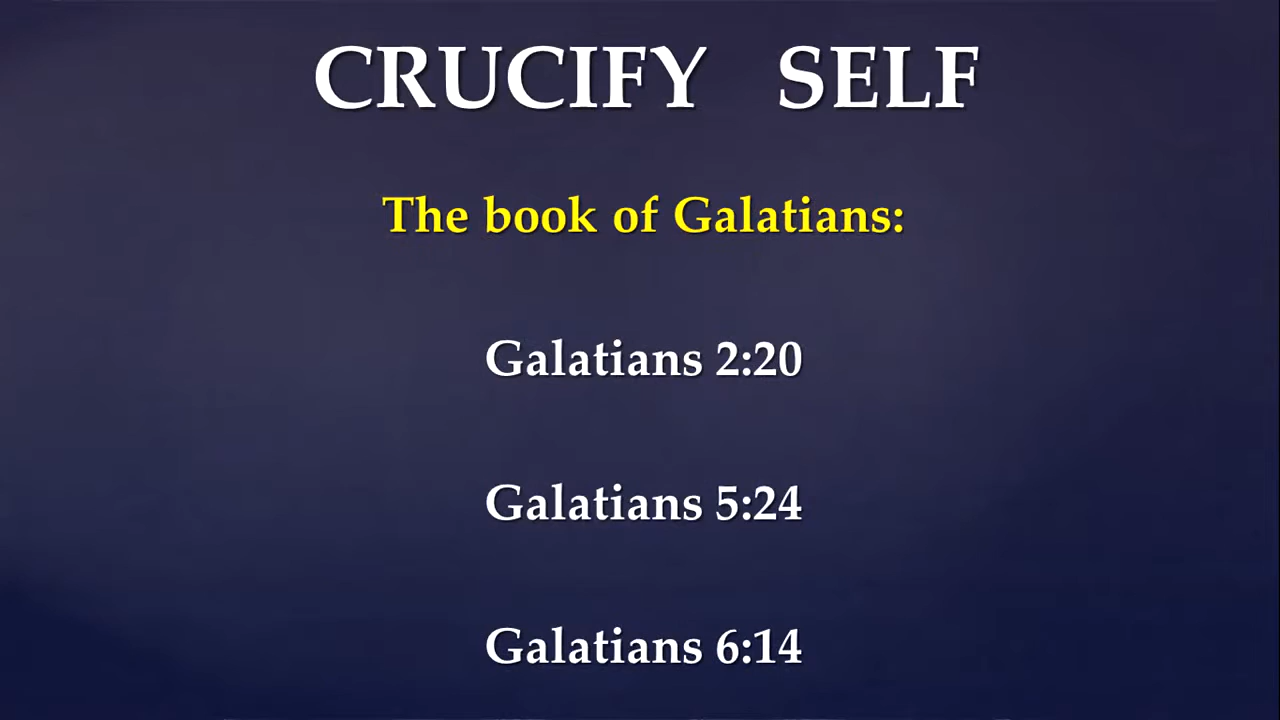 CRUCIFY SELF
The book of Galatians:
Galatians 2:20
Galatians 5:24
Galatians 6:14